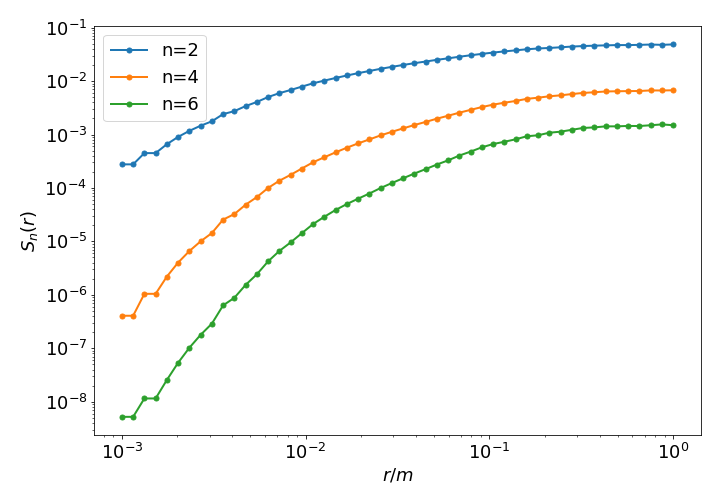 n=2
n=4
n=6
10⁻¹
10⁻²
10⁻³
10⁻⁴
10⁻⁵
10⁻⁶
10⁻⁷
10⁻⁸
Sₙ(r)
10⁻³ 10⁻² 10⁻¹ 10⁰
r/m